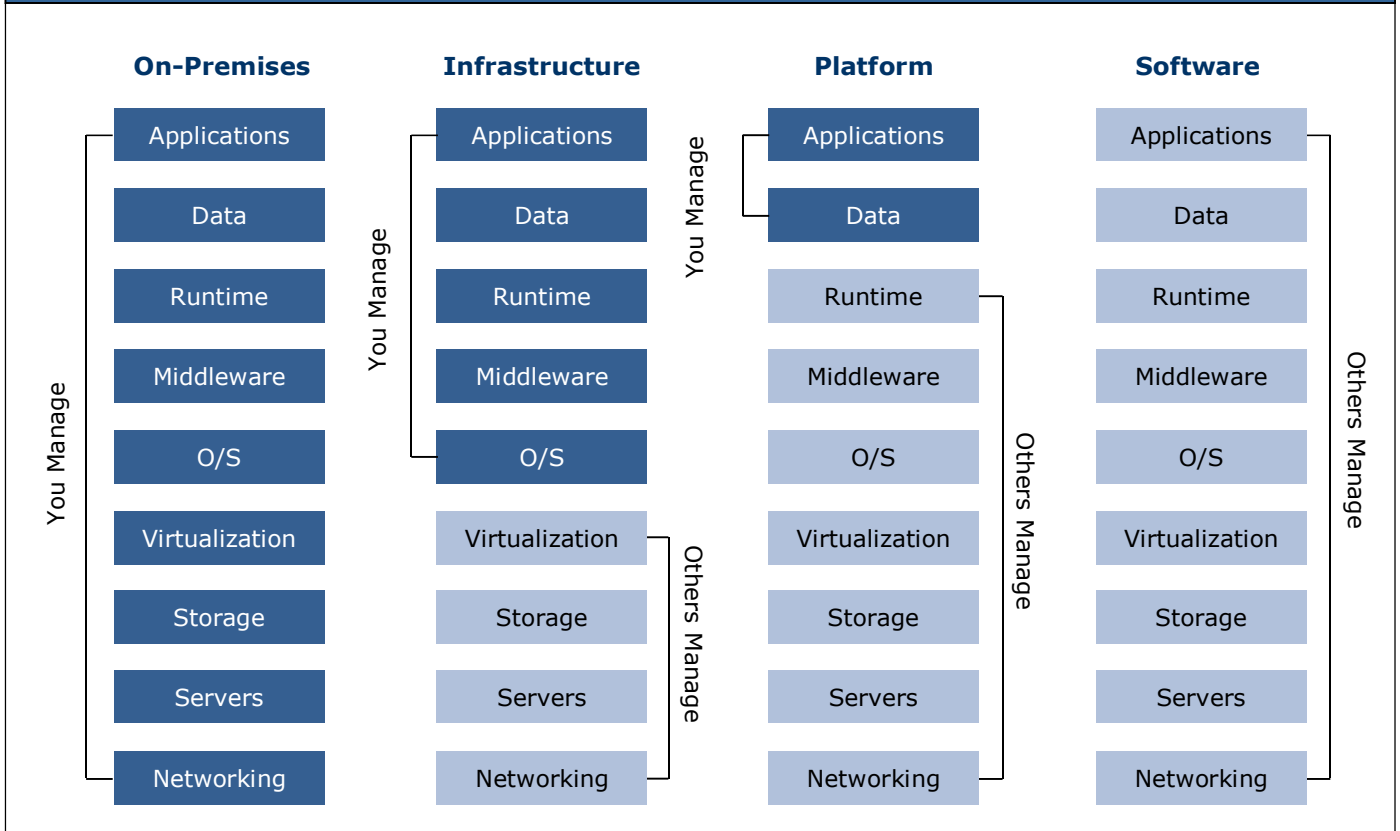 On-Premises
Infrastructure
Platform
Software
You Manage
Applications
Data
Runtime
Middleware
O/S
Virtualization
Storage
Servers
Networking
You Manage
Applications
Data
Runtime
Middleware
O/S
Virtualization
Storage
Servers
Networking
Others Manage
You Manage
Applications
Data
Runtime
Middleware
O/S
Virtualization
Storage
Servers
Networking
Others Manage
Applications
Data
Runtime
Middleware
O/S
Virtualization
Storage
Servers
Networking
Others Manage